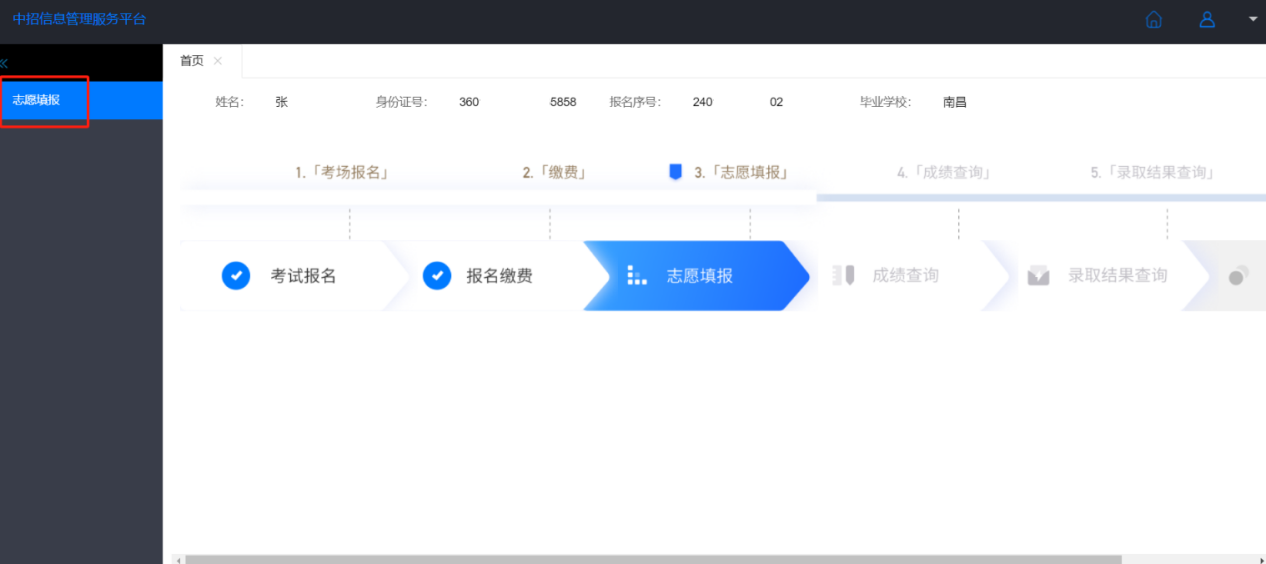 中招信息管理服务平台
«
志愿填报
首页 ×
姓名: 张 身份证号: 360 5858 报名序号: 240 02 毕业学校: 南昌
1.「考场报名」 2.「缴费」 3.「志愿填报」 4.「成绩查询」 5.「录取结果查询」
考试报名 报名缴费 志愿填报 成绩查询 录取结果查询